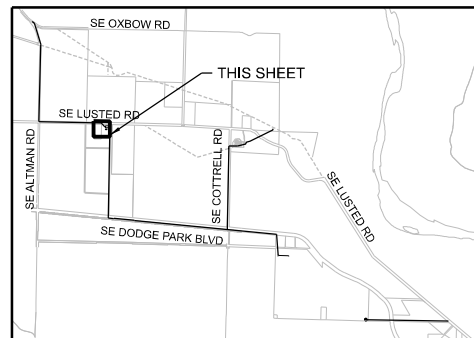 SE OXBOW RD
THIS SHEET
SE LUSTED RD
SE ALTMAN RD
SE COTTRELL RD
SE LUSTED RD
SE DODGE PARK BLVD